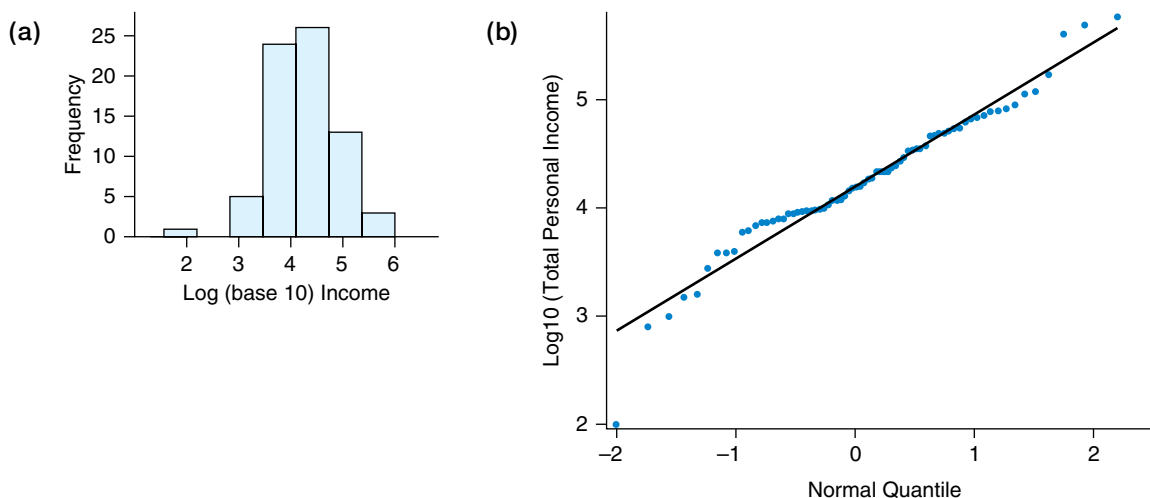 (a)
Frequency
25
20
15
10
5
0
2 3 4 5 6
Log (base 10) Income
(b)
Log10 (Total Personal Income)
5
4
3
2
–2 –1 0 1 2
Normal Quantile